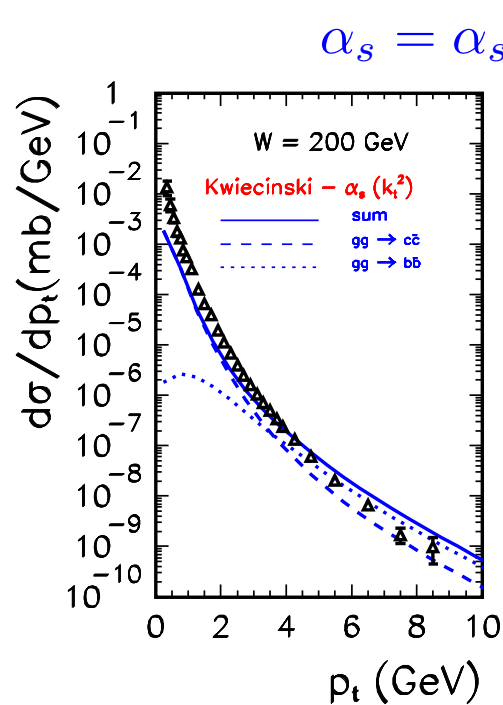 αₛ = αₛ
dσ/dpₜ(mb/GeV)
1
10⁻¹
10⁻²
10⁻³
10⁻⁴
10⁻⁵
10⁻⁶
10⁻⁷
10⁻⁸
10⁻⁹
10⁻¹⁰
W = 200 GeV
Kwiecinski – αₛ (kₜ²)
sum
gg → cc̄
gg → bb̄
0 2 4 6 8 10
pₜ (GeV)